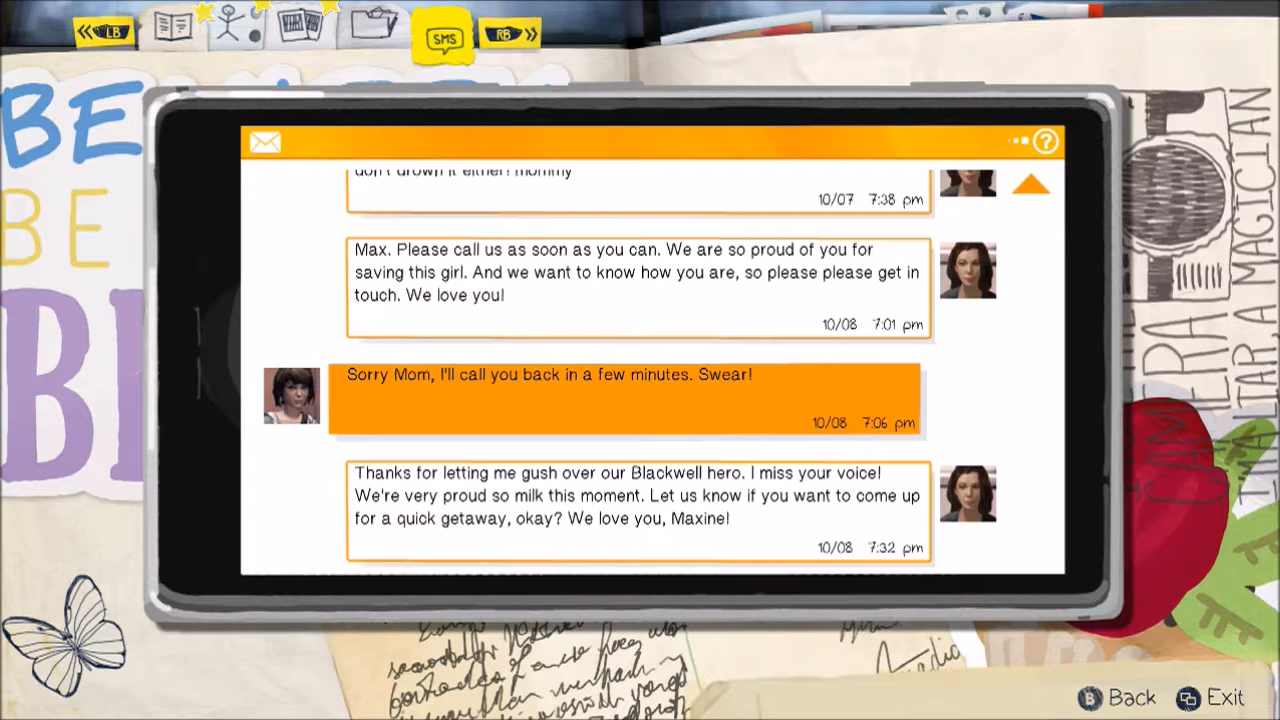 LB
SMS
RB
BE
BE
don't drown it either! mommy
10/07 7:38 pm
Max. Please call us as soon as you can. We are so proud of you for
saving this girl. And we want to know how you are, so please please get in
touch. We love you!
10/08 7:01 pm
Sorry Mom, I'll call you back in a few minutes. Swear!
10/08 7:06 pm
Thanks for letting me gush over our Blackwell hero. I miss your voice!
We're very proud so milk this moment. Let us know if you want to come up
for a quick getaway, okay? We love you, Maxine!
10/08 7:32 pm
CAMERA
MAGICIAN
B Back
Exit